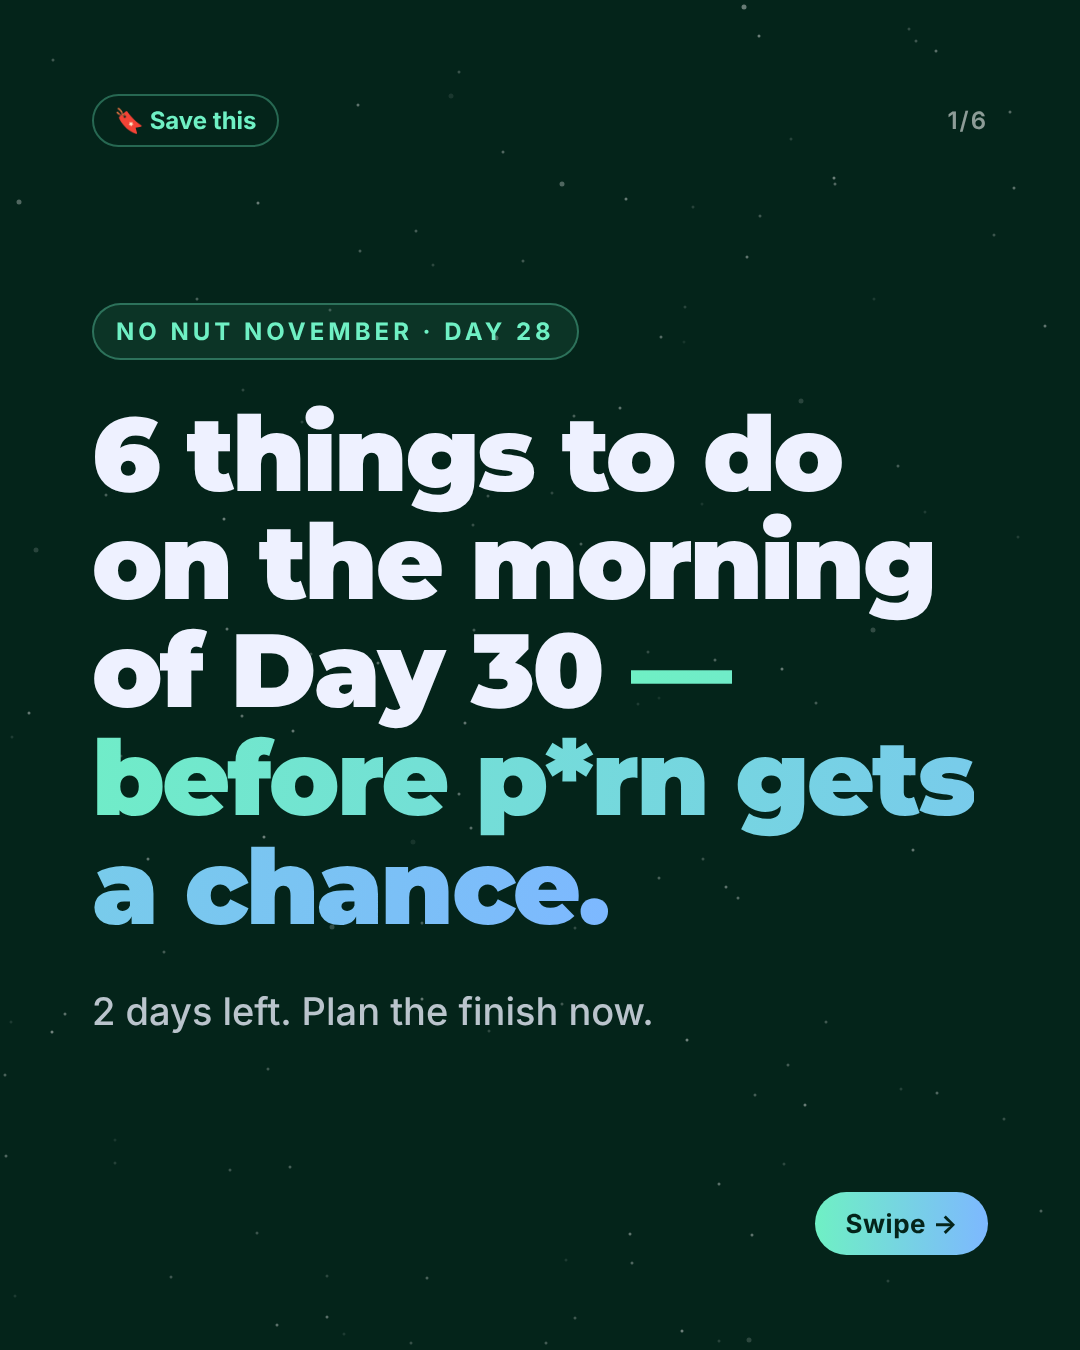 🔖 Save this
1/6
NO NUT NOVEMBER · DAY 28
6 things to do
on the morning
of Day 30 —
before p*rn gets
a chance.
2 days left. Plan the finish now.
Swipe →